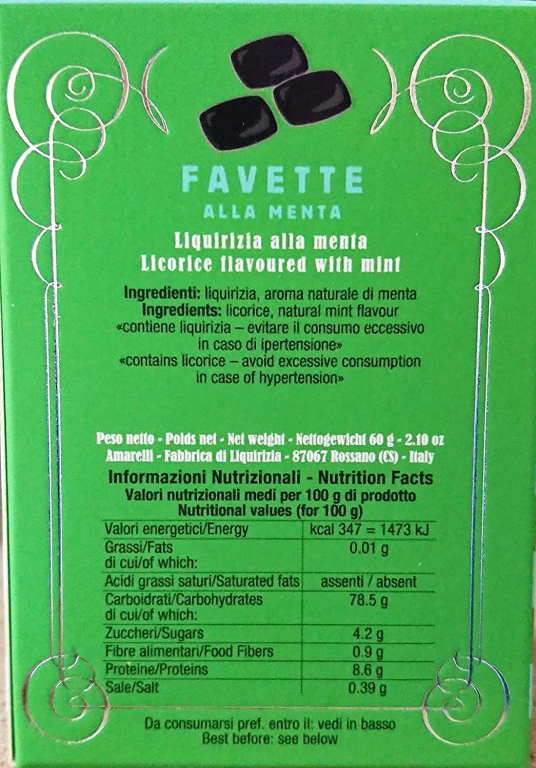 FAVETTE
ALLA MENTA
Liquirizia alla menta
Licorice flavoured with mint
Ingredienti: liquirizia, aroma naturale di menta
Ingredients: licorice, natural mint flavour
«contiene liquirizia – evitare il consumo eccessivo
in caso di ipertensione»
«contains licorice – avoid excessive consumption
in case of hypertension»
Peso netto - Poids net - Net weight - Nettogewicht 60 g - 2.10 oz
Amarelli - Fabbrica di Liquirizia - 87067 Rossano (CS) - Italy
Informazioni Nutrizionali - Nutrition Facts
Valori nutrizionali medi per 100 g di prodotto
Nutritional values (for 100 g)
Valori energetici/Energy kcal 347 = 1473 kJ
Grassi/Fats 0.01 g
di cui/of which:
Acidi grassi saturi/Saturated fats assenti / absent
Carboidrati/Carbohydrates 78.5 g
di cui/of which:
Zuccheri/Sugars 4.2 g
Fibre alimentari/Food Fibers 0.9 g
Proteine/Proteins 8.6 g
Sale/Salt 0.39 g
Da consumarsi pref. entro il: vedi in basso
Best before: see below